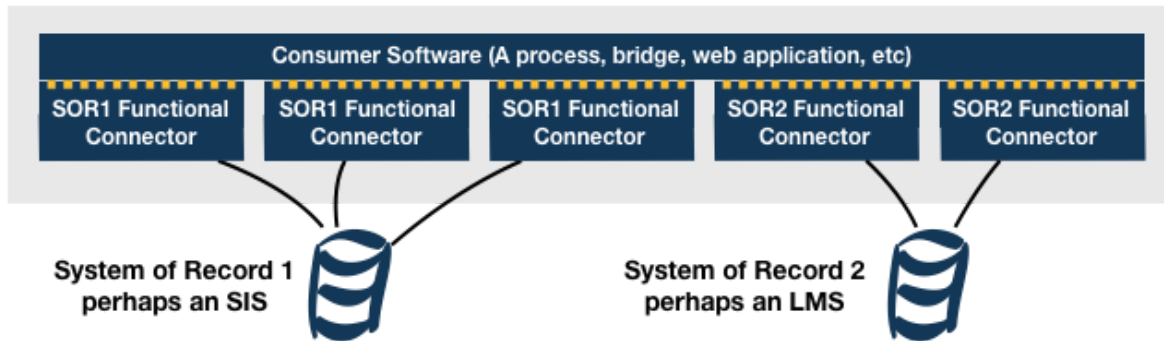 Consumer Software (A process, bridge, web application, etc)
SOR1 Functional
Connector
SOR1 Functional
Connector
SOR1 Functional
Connector
SOR2 Functional
Connector
SOR2 Functional
Connector
System of Record 1
perhaps an SIS
System of Record 2
perhaps an LMS